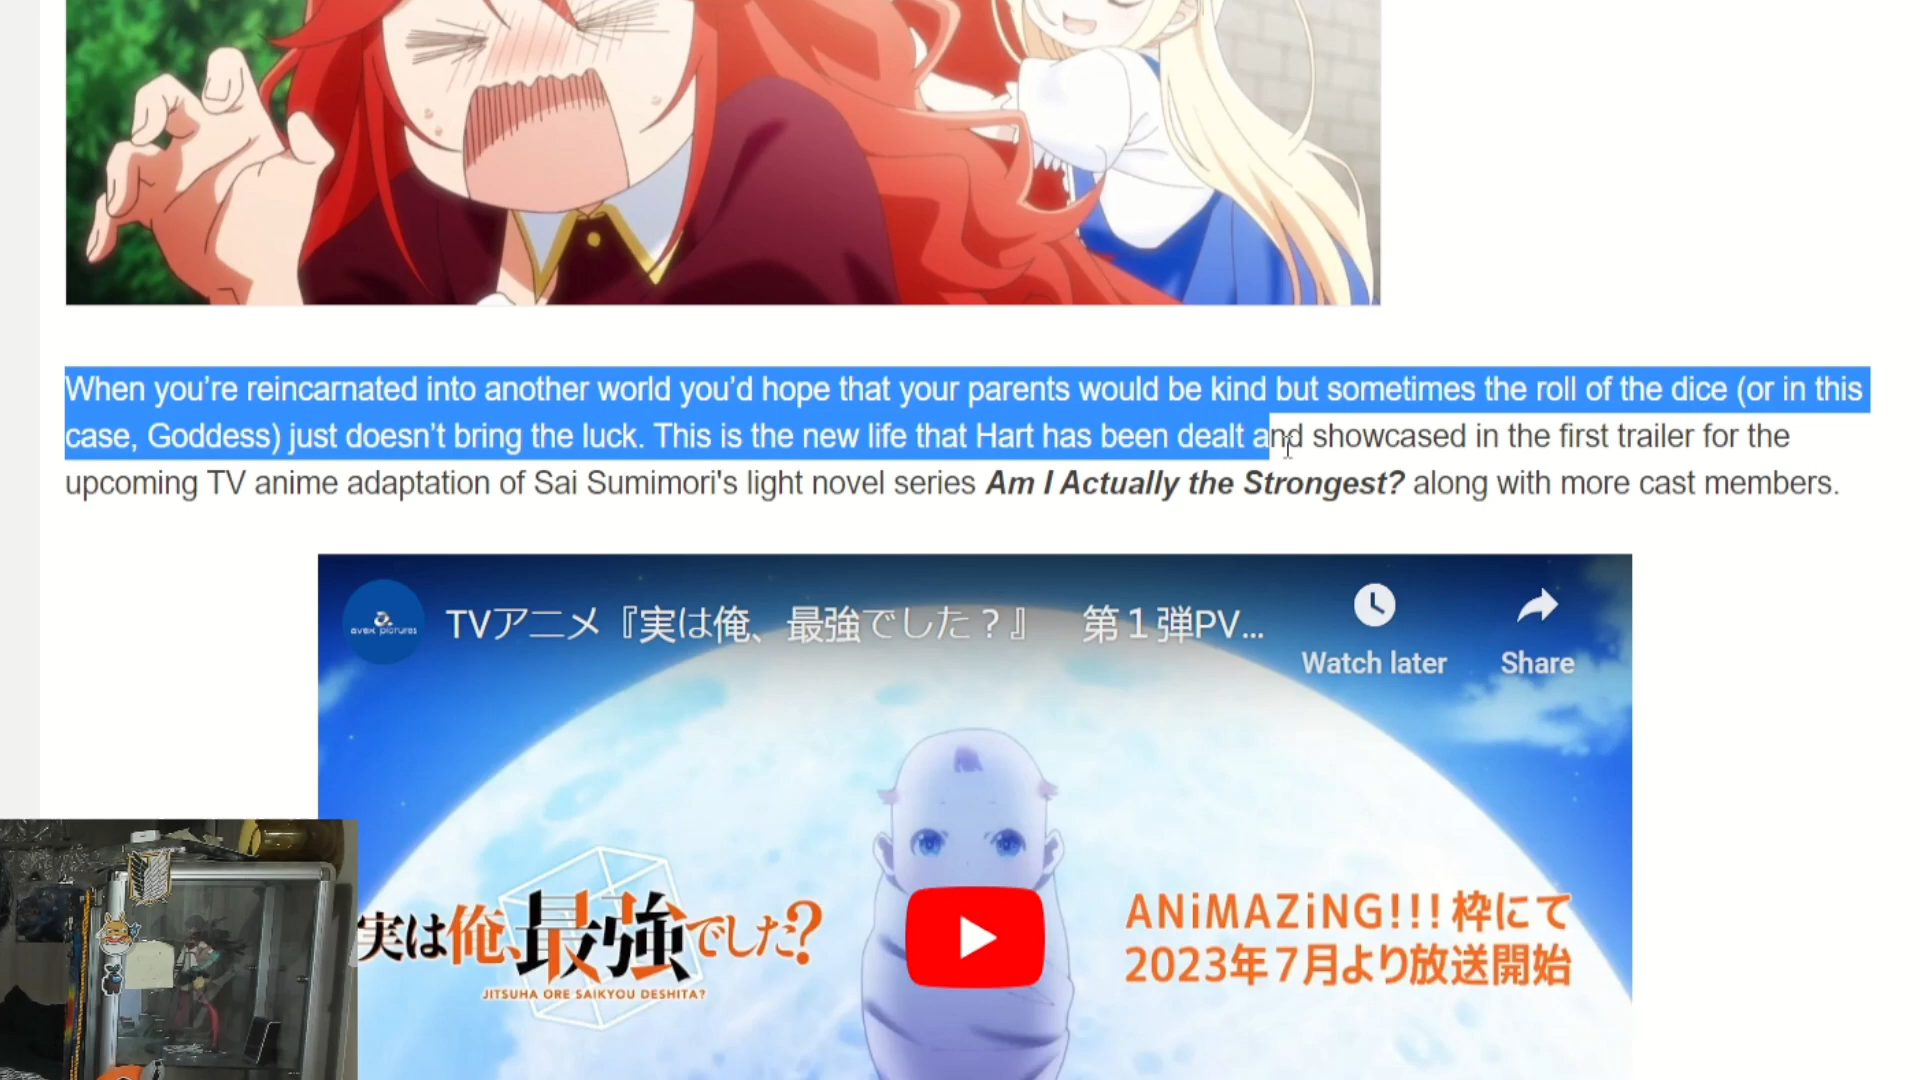 When you're reincarnated into another world you'd hope that your parents would be kind but sometimes the roll of the dice (or in this
case, Goddess) just doesn't bring the luck. This is the new life that Hart has been dealt and showcased in the first trailer for the
upcoming TV anime adaptation of Sai Sumimori's light novel series Am I Actually the Strongest? along with more cast members.
avex pictures
TVアニメ『実は俺、最強でした？』　第１弾PV...
Watch later
Share
実は俺、最強でした?
JITSUHA ORE SAIKYOU DESHITA?
ANiMAZiNG!!!枠にて
2023年7月より放送開始